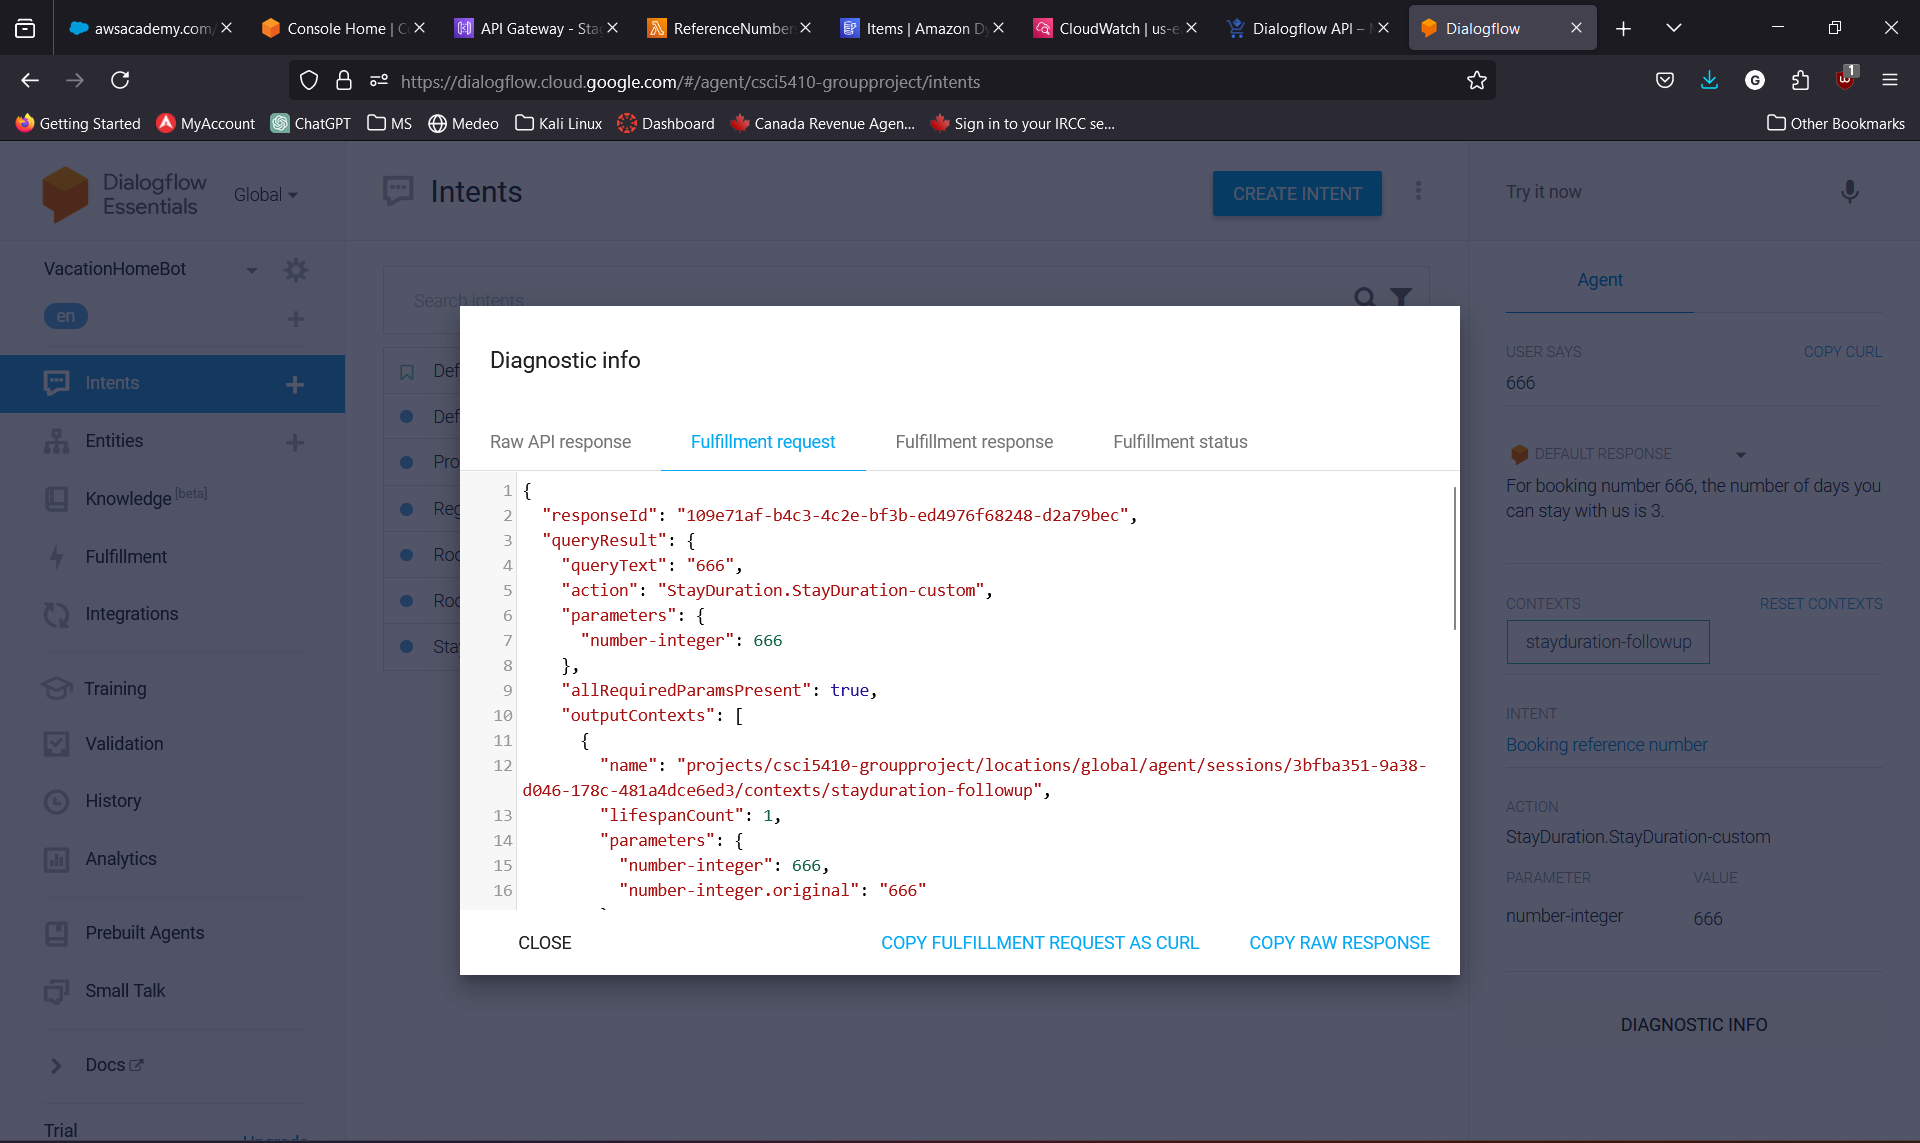 awsacademy.com/
Console Home | C
API Gateway - Sta
ReferenceNumber
Items | Amazon Dy
CloudWatch | us-e
Dialogflow API –
Dialogflow
https://dialogflow.cloud.google.com/#/agent/csci5410-groupproject/intents
1
Getting Started
MyAccount
ChatGPT
MS
Medeo
Kali Linux
Dashboard
Canada Revenue Agen...
Sign in to your IRCC se...
Other Bookmarks
Dialogflow
Essentials
Global
Intents
CREATE INTENT
Try it now
VacationHomeBot
en
Intents
Entities
Knowledge [beta]
Fulfillment
Integrations
Training
Validation
History
Analytics
Prebuilt Agents
Small Talk
Docs
Trial
Upgrade
Search intents
Def
Def
Pro
Reg
Roo
Roo
Sta
Diagnostic info
Raw API response
Fulfillment request
Fulfillment response
Fulfillment status
1 {
2 "responseId": "109e71af-b4c3-4c2e-bf3b-ed4976f68248-d2a79bec",
3 "queryResult": {
4 "queryText": "666",
5 "action": "StayDuration.StayDuration-custom",
6 "parameters": {
7 "number-integer": 666
8 },
9 "allRequiredParamsPresent": true,
10 "outputContexts": [
11 {
12 "name": "projects/csci5410-groupproject/locations/global/agent/sessions/3bfba351-9a38-
d046-178c-481a4dce6ed3/contexts/stayduration-followup",
13 "lifespanCount": 1,
14 "parameters": {
15 "number-integer": 666,
16 "number-integer.original": "666"
CLOSE
COPY FULFILLMENT REQUEST AS CURL
COPY RAW RESPONSE
Agent
USER SAYS
COPY CURL
666
DEFAULT RESPONSE
For booking number 666, the number of days you
can stay with us is 3.
CONTEXTS
RESET CONTEXTS
stayduration-followup
INTENT
Booking reference number
ACTION
StayDuration.StayDuration-custom
PARAMETER
VALUE
number-integer
666
DIAGNOSTIC INFO